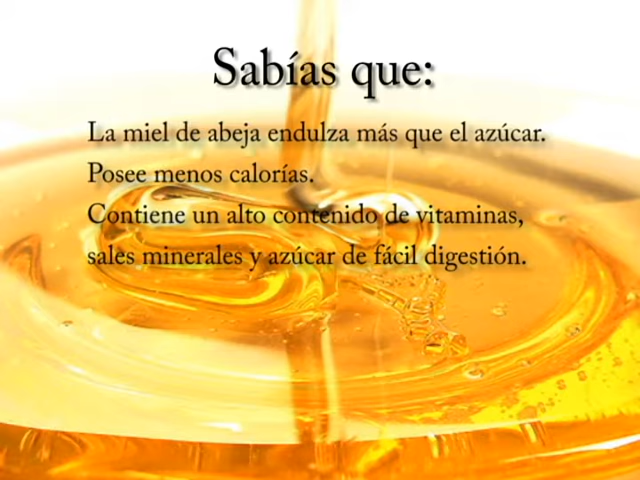 Sabías que:
La miel de abeja endulza más que el azúcar.
Posee menos calorías.
Contiene un alto contenido de vitaminas,
sales minerales y azúcar de fácil digestión.